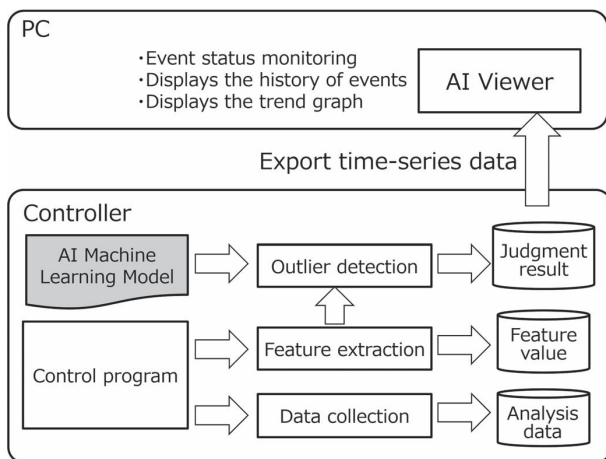 PC
・Event status monitoring
・Displays the history of events
・Displays the trend graph
AI Viewer
Export time-series data
Controller
AI Machine
Learning Model
Outlier detection
Judgment
result
Control program
Feature extraction
Feature
value
Data collection
Analysis
data